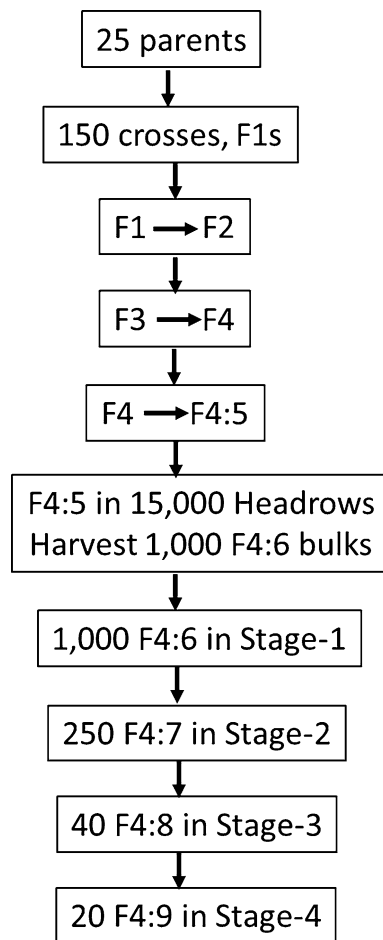 25 parents
150 crosses, F1s
F1 → F2
F3 → F4
F4 → F4:5
F4:5 in 15,000 Headrows
Harvest 1,000 F4:6 bulks
1,000 F4:6 in Stage-1
250 F4:7 in Stage-2
40 F4:8 in Stage-3
20 F4:9 in Stage-4